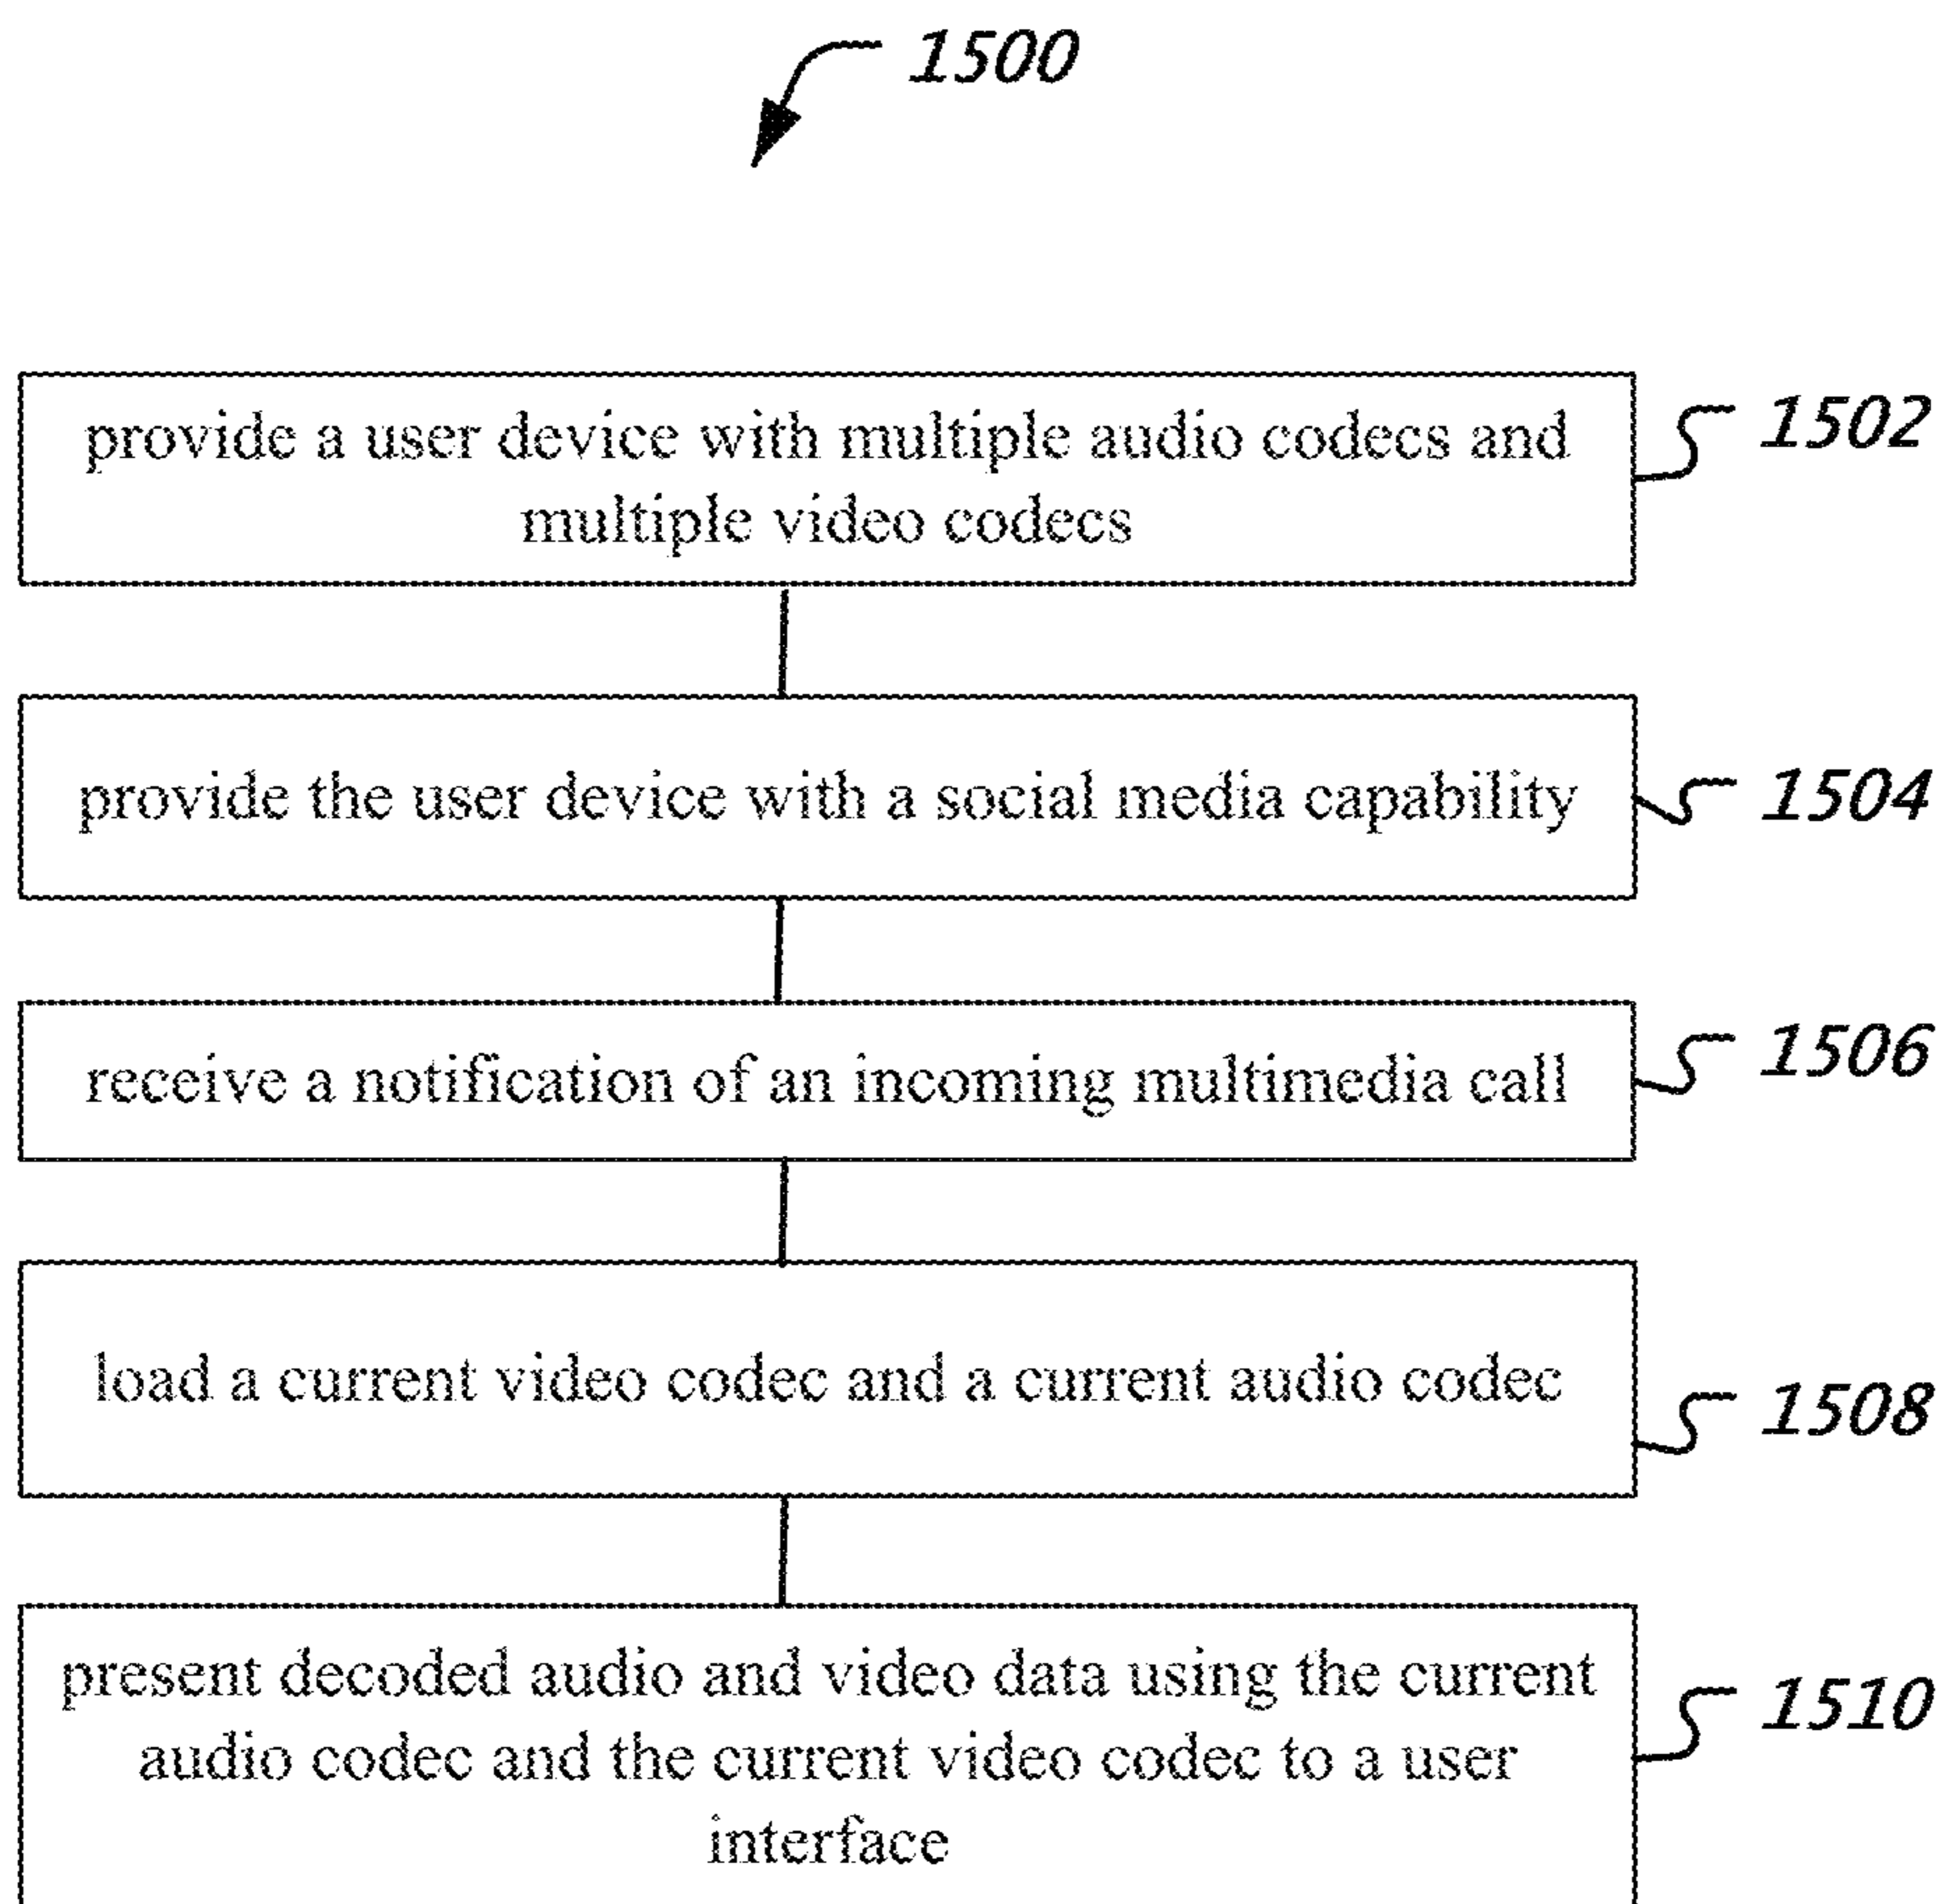 1500
provide a user device with multiple audio codecs and
multiple video codecs
1502
provide the user device with a social media capability
1504
receive a notification of an incoming multimedia call
1506
load a current video codec and a current audio codec
1508
present decoded audio and video data using the current
audio codec and the current video codec to a user
interface
1510